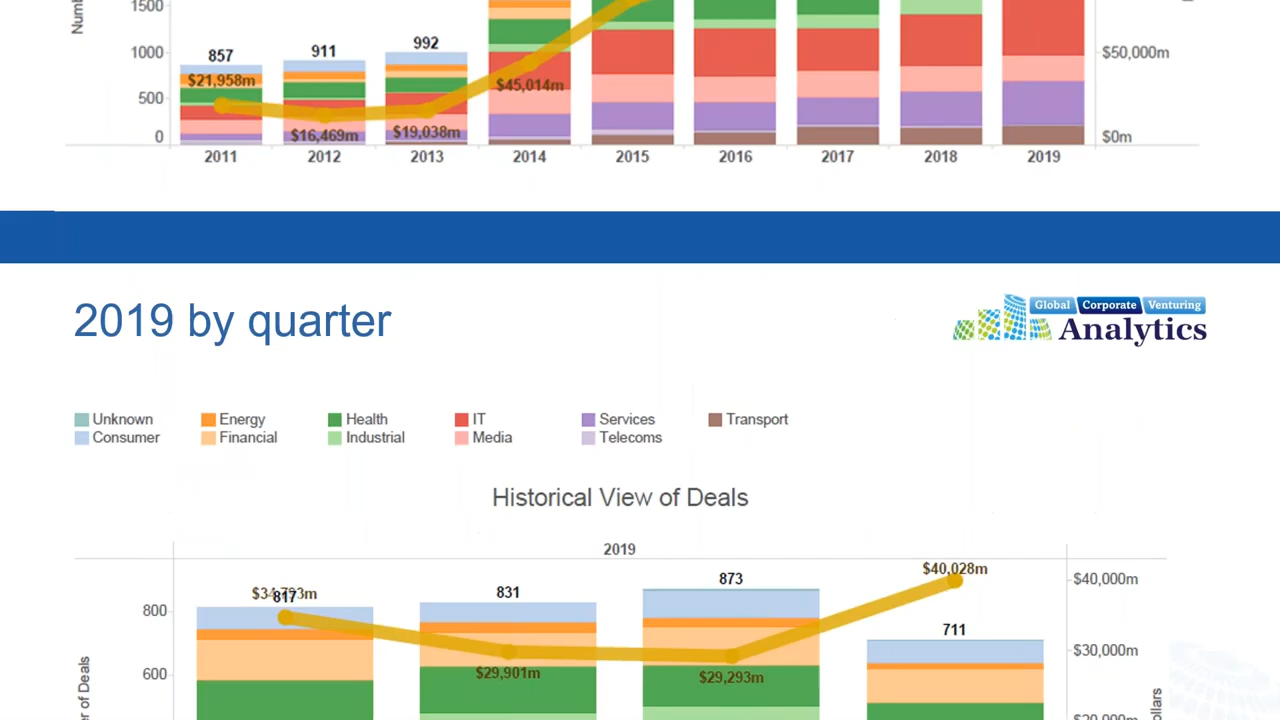 1500
1000
500
0
857
911
992
$21,958m
$16,469m
$19,038m
$45,014m
$50,000m
$0m
2011 2012 2013 2014 2015 2016 2017 2018 2019
2019 by quarter
Global Corporate Venturing
Analytics
Unknown Energy Health IT Services Transport
Consumer Financial Industrial Media Telecoms
Historical View of Deals
2019
800
600
$34,793m
817
831
873
711
$29,901m
$29,293m
$40,028m
$40,000m
$30,000m
of Deals